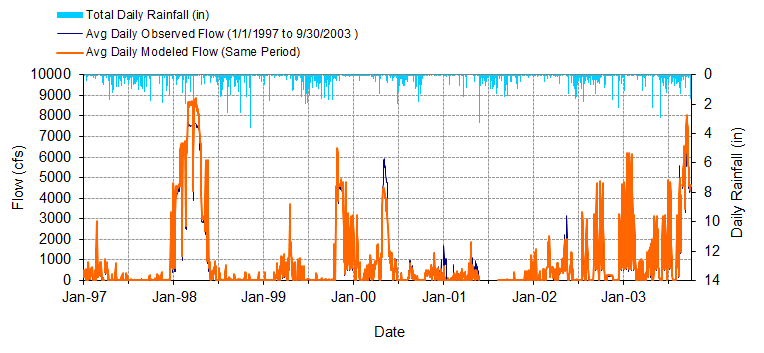 Total Daily Rainfall (in)
Avg Daily Observed Flow (1/1/1997 to 9/30/2003 )
Avg Daily Modeled Flow (Same Period)
10000
9000
8000
7000
6000
5000
4000
3000
2000
1000
0
Flow (cfs)
0
2
4
6
8
10
12
14
Daily Rainfall (in)
Jan-97 Jan-98 Jan-99 Jan-00 Jan-01 Jan-02 Jan-03
Date